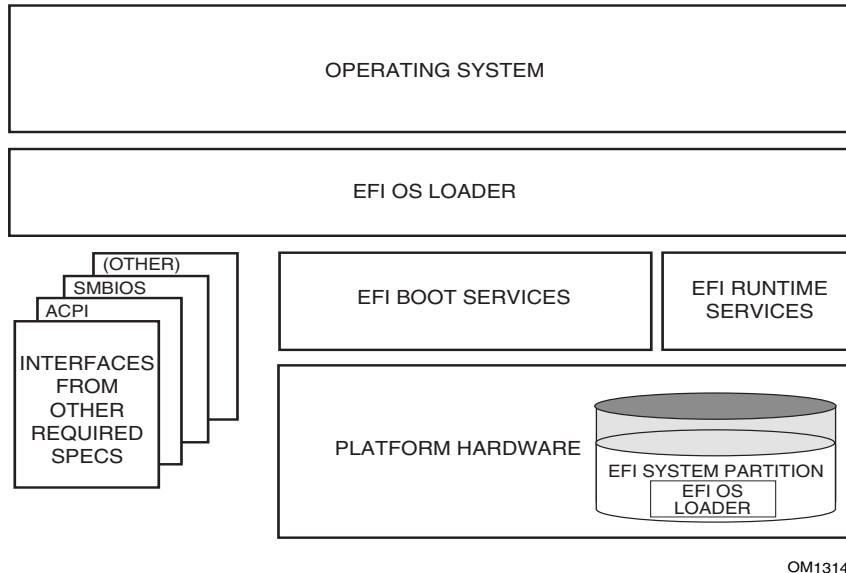 OPERATING SYSTEM
EFI OS LOADER
(OTHER)
SMBIOS
ACPI
INTERFACES
FROM
OTHER
REQUIRED
SPECS
EFI BOOT SERVICES
EFI RUNTIME
SERVICES
PLATFORM HARDWARE
EFI SYSTEM PARTITION
EFI OS
LOADER
OM1314